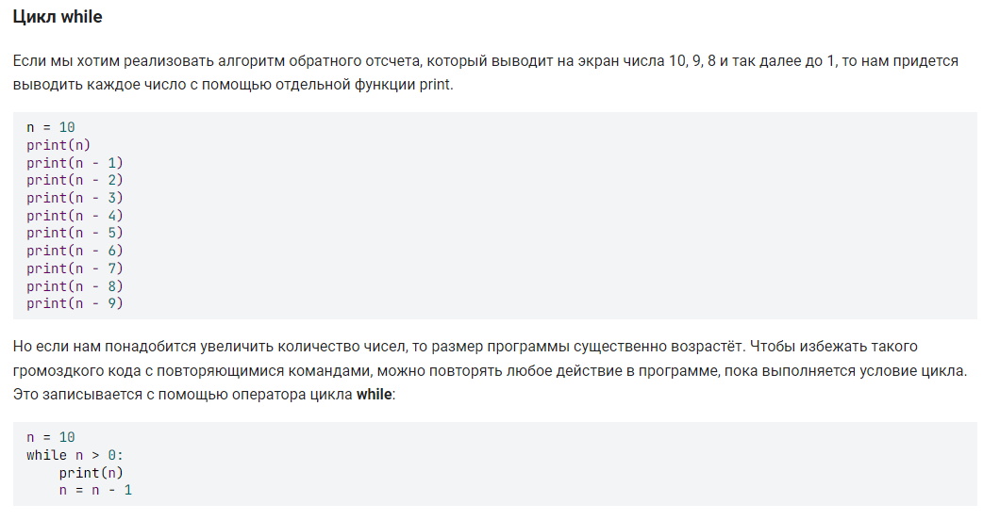 Цикл while
Если мы хотим реализовать алгоритм обратного отсчета, который выводит на экран числа 10, 9, 8 и так далее до 1, то нам придется
выводить каждое число с помощью отдельной функции print.
n = 10
print(n)
print(n - 1)
print(n - 2)
print(n - 3)
print(n - 4)
print(n - 5)
print(n - 6)
print(n - 7)
print(n - 8)
print(n - 9)
Но если нам понадобится увеличить количество чисел, то размер программы существенно возрастёт. Чтобы избежать такого
громоздкого кода с повторяющимися командами, можно повторять любое действие в программе, пока выполняется условие цикла.
Это записывается с помощью оператора цикла while:
n = 10
while n > 0:
    print(n)
    n = n - 1